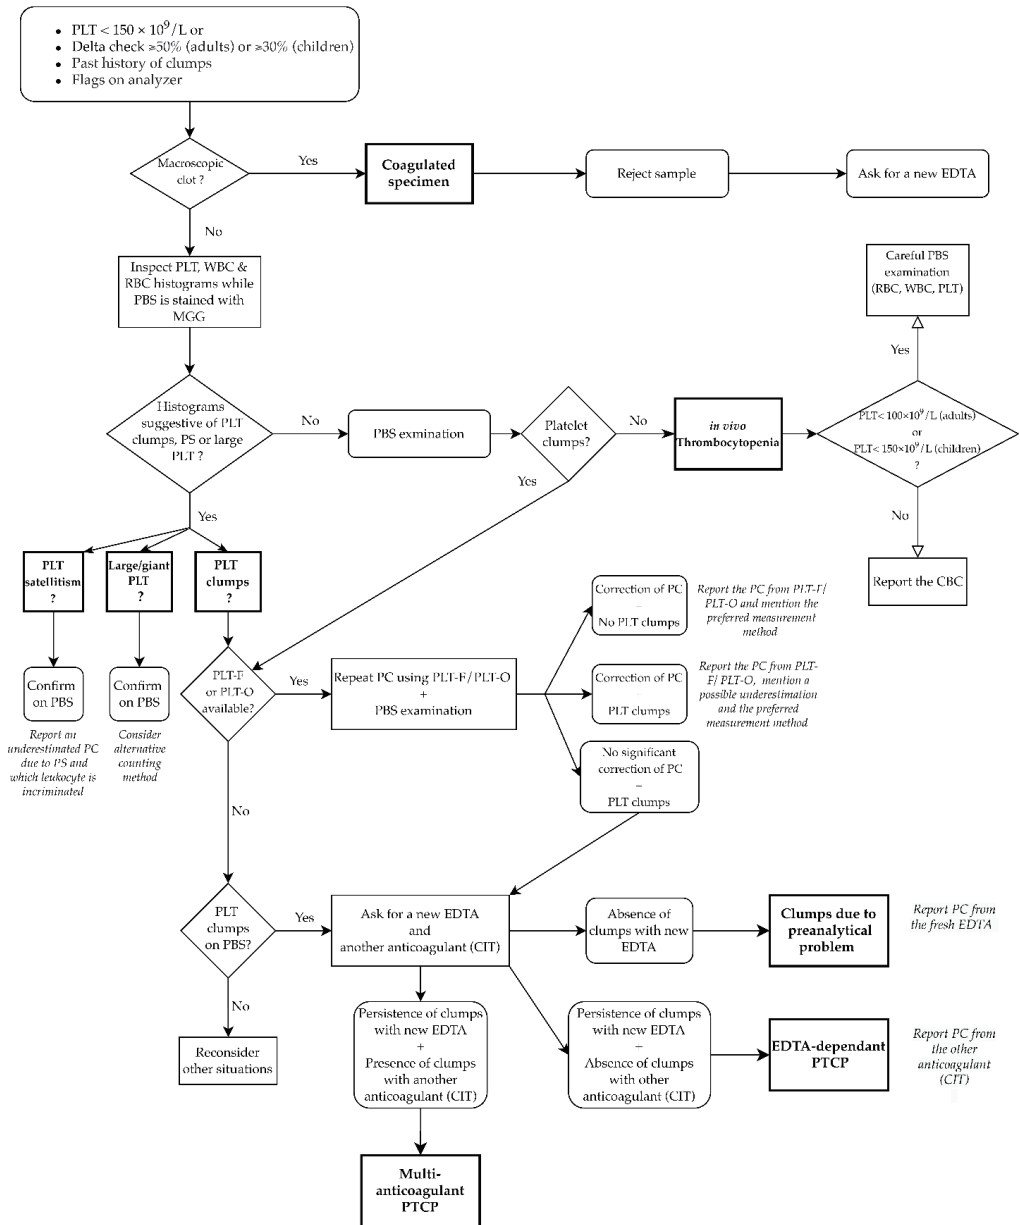 • PLT < 150 × 10⁹/L or
• Delta check ≥50% (adults) or ≥30% (children)
• Past history of clumps
• Flags on analyzer
Macroscopic
clot ?
Yes
Coagulated
specimen
Reject sample
Ask for a new EDTA
No
Inspect PLT, WBC &
RBC histograms while
PBS is stained with
MGG
Careful PBS
examination
(RBC, WBC, PLT)
Yes
Histograms
suggestive of PLT
clumps, PS or large
PLT ?
No
PBS exmination
Platelet
clumps?
No
in vivo
Thrombocytopenia
PLT< 100×10⁹/L (adults)
or
PLT< 150×10⁹/L (children)
?
Yes
No
Report the CBC
Yes
PLT
satellitism
?
Large/giant
PLT
?
PLT
clumps
?
Confirm
on PBS
Confirm
on PBS
Report an
underestimated PC
due to PS and
which leukocyte is
incriminated
Consider
alternative
counting
method
PLT-F
or PLT-O
available?
Yes
Repeat PC using PLT-F/PLT-O
+
PBS examination
Correction of PC
–
No PLT clumps
Report the PC from PLT-F/
PLT-O and mention the
preferred measurement
method
Correction of PC
–
PLT clumps
Report the PC from PLT-
F/ PLT-O, mention a
possible underestimation
and the preferred
measurement method
No significant
correction of PC
–
PLT clumps
No
PLT
clumps
on PBS?
Yes
Ask for a new EDTA
and
another anticoagulant (CIT)
Absence of
clumps with new
EDTA
Clumps due to
preanalytical
problem
Report PC from
the fresh EDTA
No
Reconsider
other situations
Persistence of clumps
with new EDTA
+
Presence of clumps
with another
anticoagulant (CIT)
Persistence of clumps
with new EDTA
+
Absence of clumps
with other
anticoagulant (CIT)
EDTA-dependant
PTCP
Report PC from
the other
anticoagulant
(CIT)
Multi-
anticoagulant
PTCP